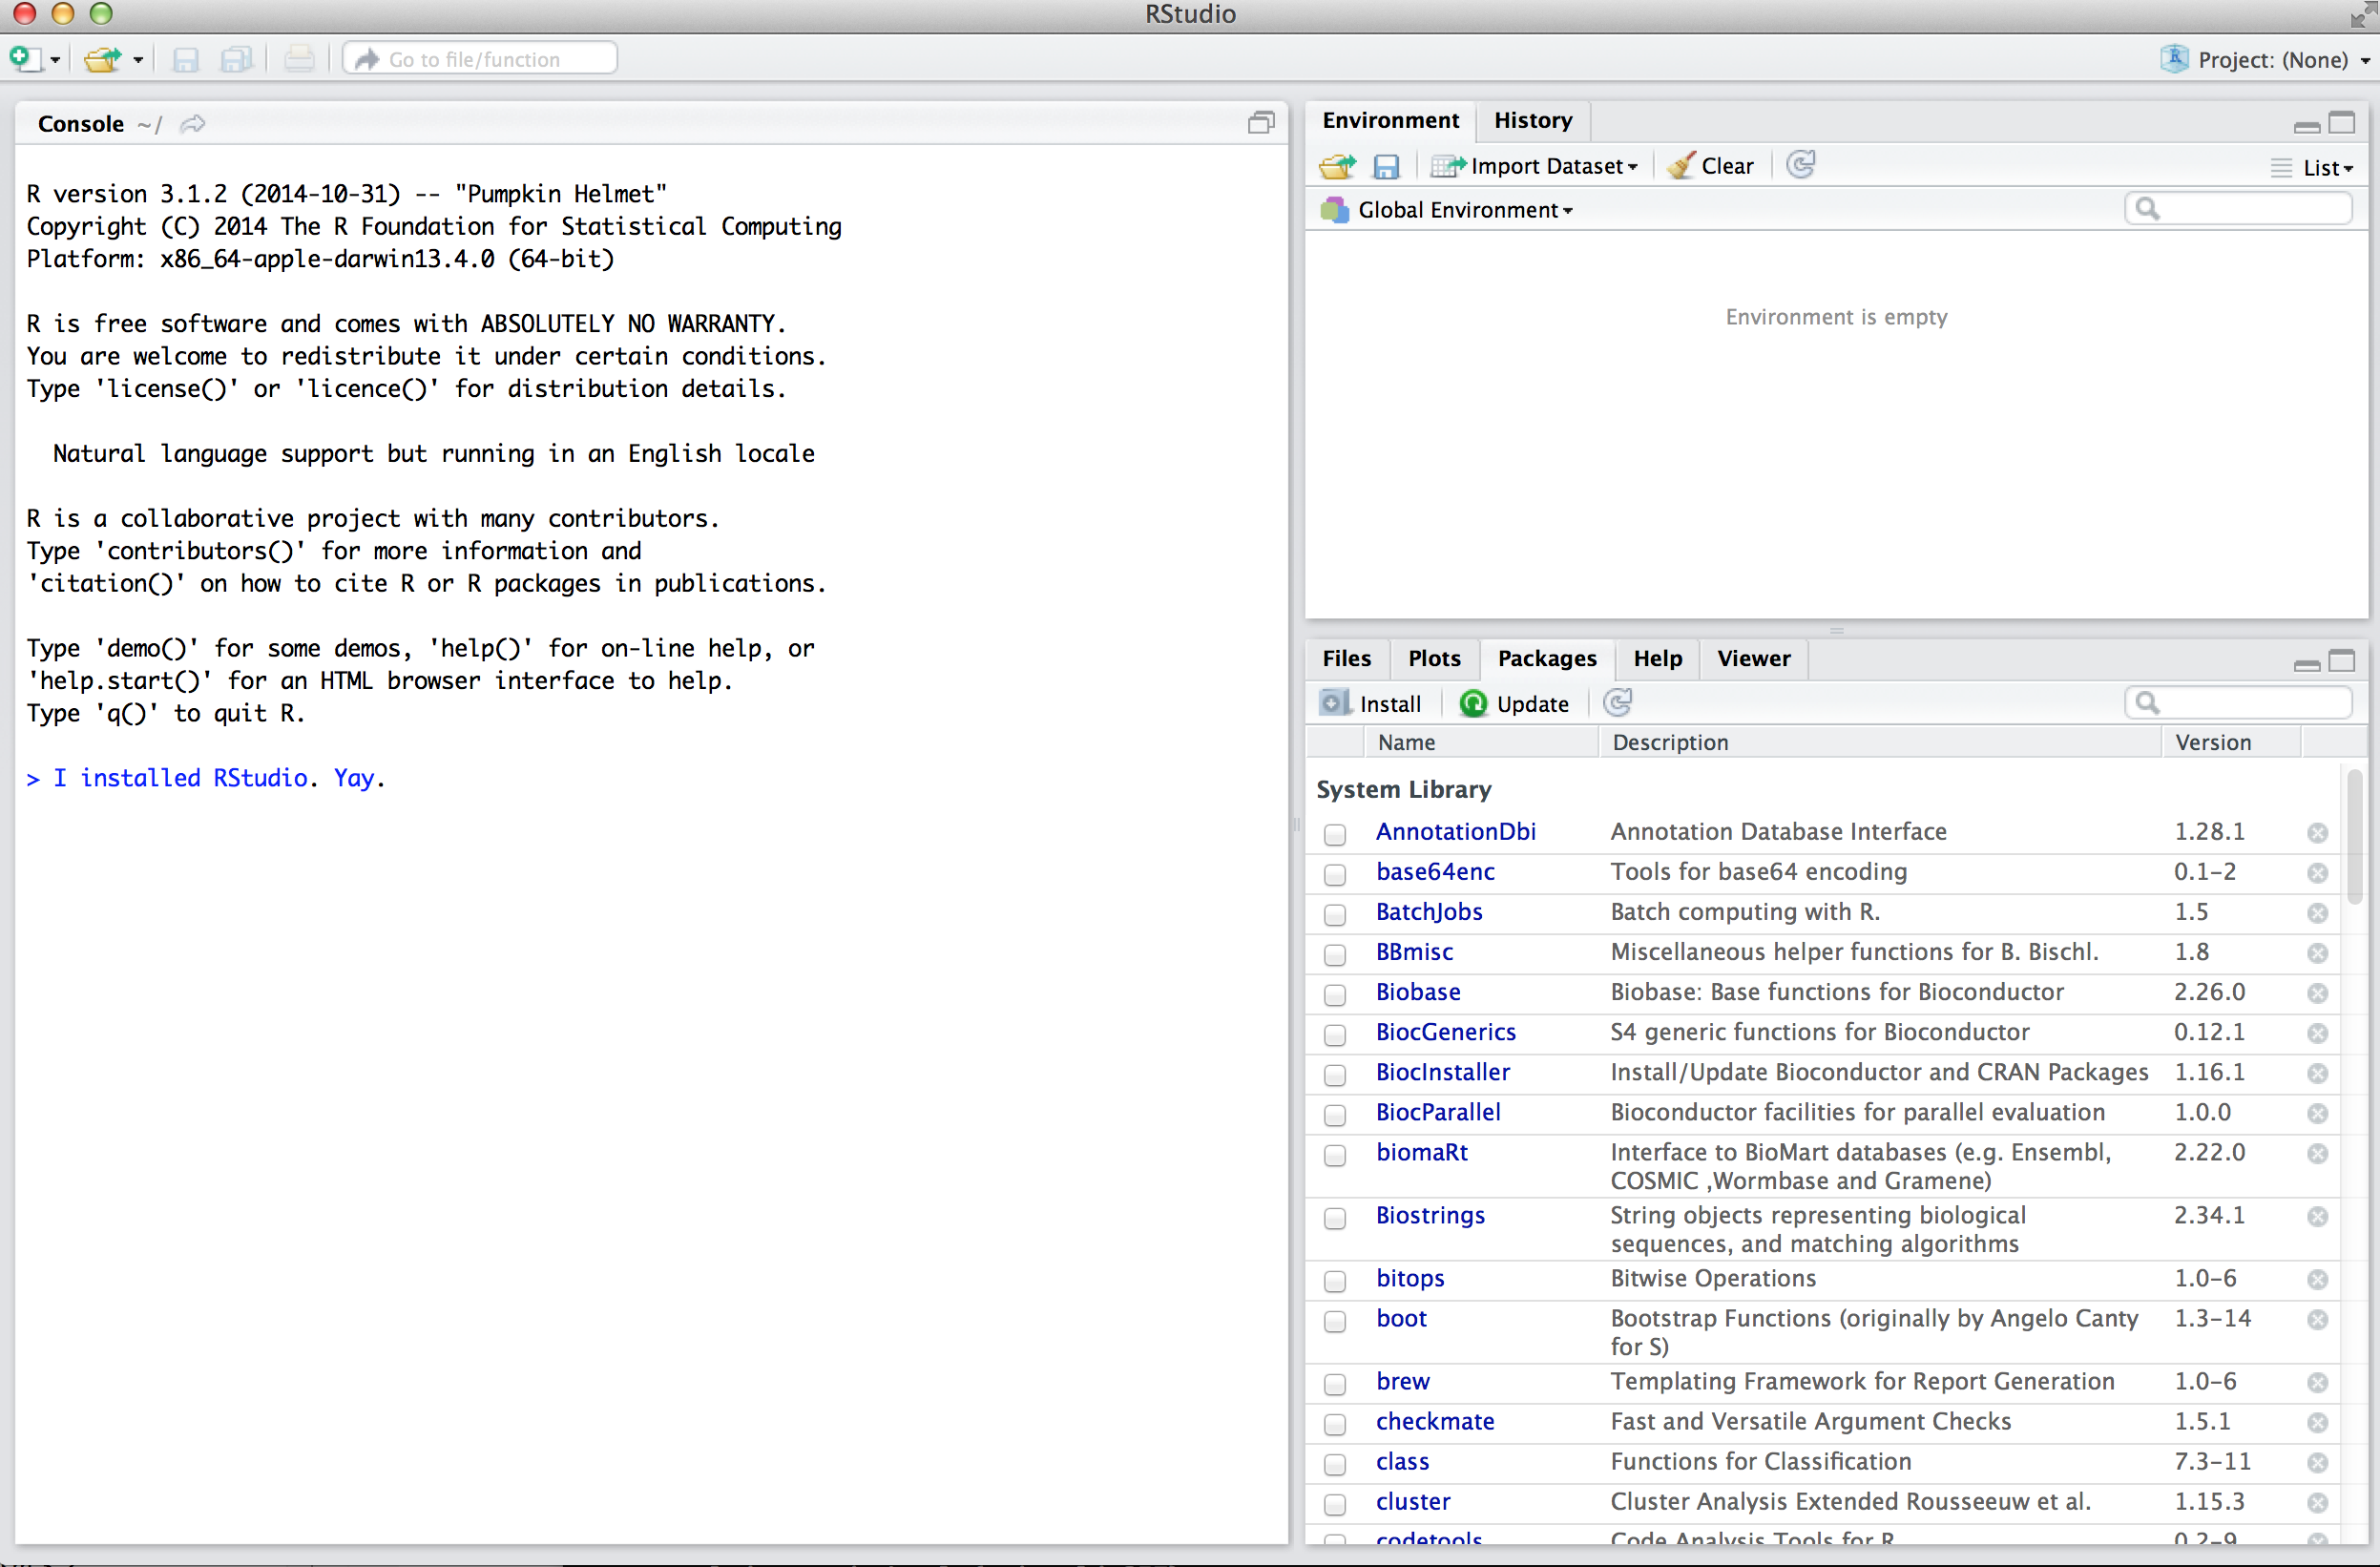 RStudio
Go to file/function
Project: (None)
Console ~/
R version 3.1.2 (2014-10-31) -- "Pumpkin Helmet"
Copyright (C) 2014 The R Foundation for Statistical Computing
Platform: x86_64-apple-darwin13.4.0 (64-bit)
R is free software and comes with ABSOLUTELY NO WARRANTY.
You are welcome to redistribute it under certain conditions.
Type 'license()' or 'licence()' for distribution details.
Natural language support but running in an English locale
R is a collaborative project with many contributors.
Type 'contributors()' for more information and
'citation()' on how to cite R or R packages in publications.
Type 'demo()' for some demos, 'help()' for on-line help, or
'help.start()' for an HTML browser interface to help.
Type 'q()' to quit R.
> I installed RStudio. Yay.
Environment History
Import Dataset Clear List
Global Environment
Environment is empty
Files Plots Packages Help Viewer
Install Update
Name Description Version
System Library
AnnotationDbi Annotation Database Interface 1.28.1
base64enc Tools for base64 encoding 0.1-2
BatchJobs Batch computing with R. 1.5
BBmisc Miscellaneous helper functions for B. Bischl. 1.8
Biobase Biobase: Base functions for Bioconductor 2.26.0
BiocGenerics S4 generic functions for Bioconductor 0.12.1
BiocInstaller Install/Update Bioconductor and CRAN Packages 1.16.1
BiocParallel Bioconductor facilities for parallel evaluation 1.0.0
biomaRt Interface to BioMart databases (e.g. Ensembl, 2.22.0
COSMIC ,Wormbase and Gramene)
Biostrings String objects representing biological 2.34.1
sequences, and matching algorithms
bitops Bitwise Operations 1.0-6
boot Bootstrap Functions (originally by Angelo Canty 1.3-14
for S)
brew Templating Framework for Report Generation 1.0-6
checkmate Fast and Versatile Argument Checks 1.5.1
class Functions for Classification 7.3-11
cluster Cluster Analysis Extended Rousseeuw et al. 1.15.3
codetools Code Analysis Tools for R 0.2-9